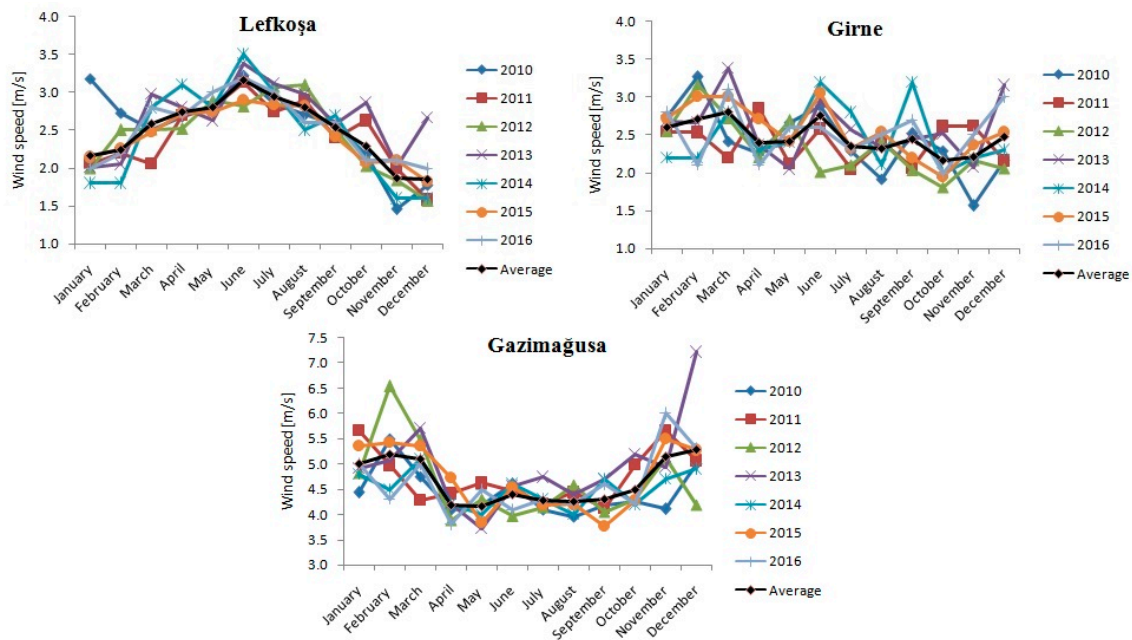 Lefkoşa
Wind speed [m/s]
4.0
3.5
3.0
2.5
2.0
1.5
1.0
January
February
March
April
May
June
July
August
September
October
November
December
2010
2011
2012
2013
2014
2015
2016
Average
Girne
Wind speed [m/s]
4.0
3.5
3.0
2.5
2.0
1.5
1.0
January
February
March
April
May
June
July
August
September
October
November
December
2010
2011
2012
2013
2014
2015
2016
Average
Gazimağusa
Wind speed [m/s]
7.5
7.0
6.5
6.0
5.5
5.0
4.5
4.0
3.5
3.0
January
February
March
April
May
June
July
August
September
October
November
December
2010
2011
2012
2013
2014
2015
2016
Average